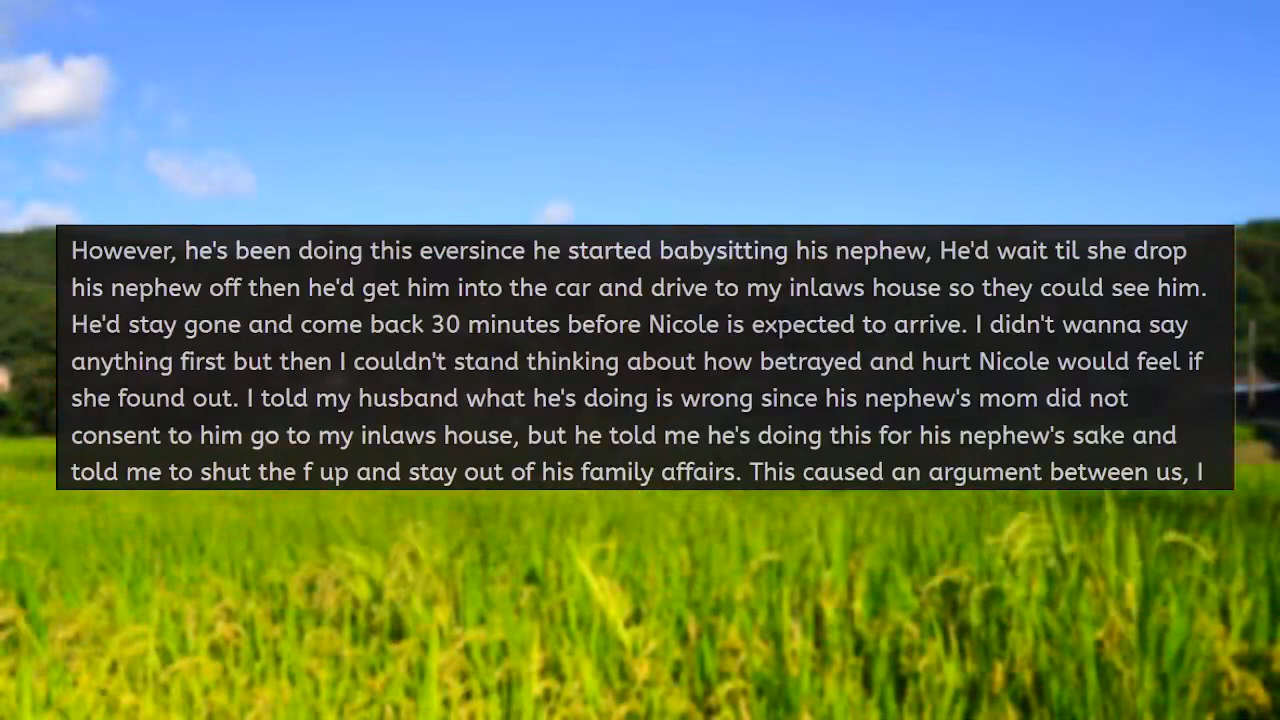 However, he's been doing this eversince he started babysitting his nephew, He'd wait til she drop
his nephew off then he'd get him into the car and drive to my inlaws house so they could see him.
He'd stay gone and come back 30 minutes before Nicole is expected to arrive. I didn't wanna say
anything first but then I couldn't stand thinking about how betrayed and hurt Nicole would feel if
she found out. I told my husband what he's doing is wrong since his nephew's mom did not
consent to him go to my inlaws house, but he told me he's doing this for his nephew's sake and
told me to shut the f up and stay out of his family affairs. This caused an argument between us, I